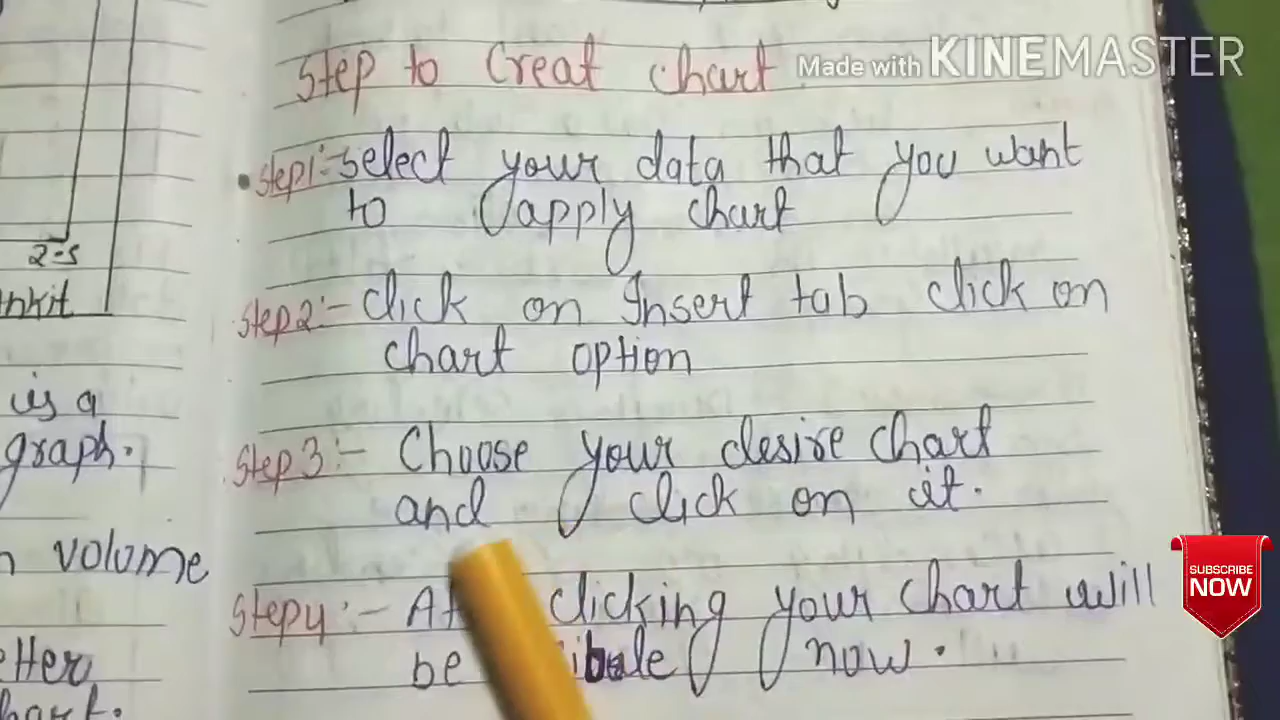 Step to Creat chart
Made with KINEMASTER
• Step1:- Select your data that you want
to apply chart
2-5
nkit
Step2:- Click on Insert tab click on
chart option
is a
graph.
Step3:- Choose your desire chart
and click on it.
volume
SUBSCRIBE
NOW
Step4:- clicking your chart will
be now.
chart.